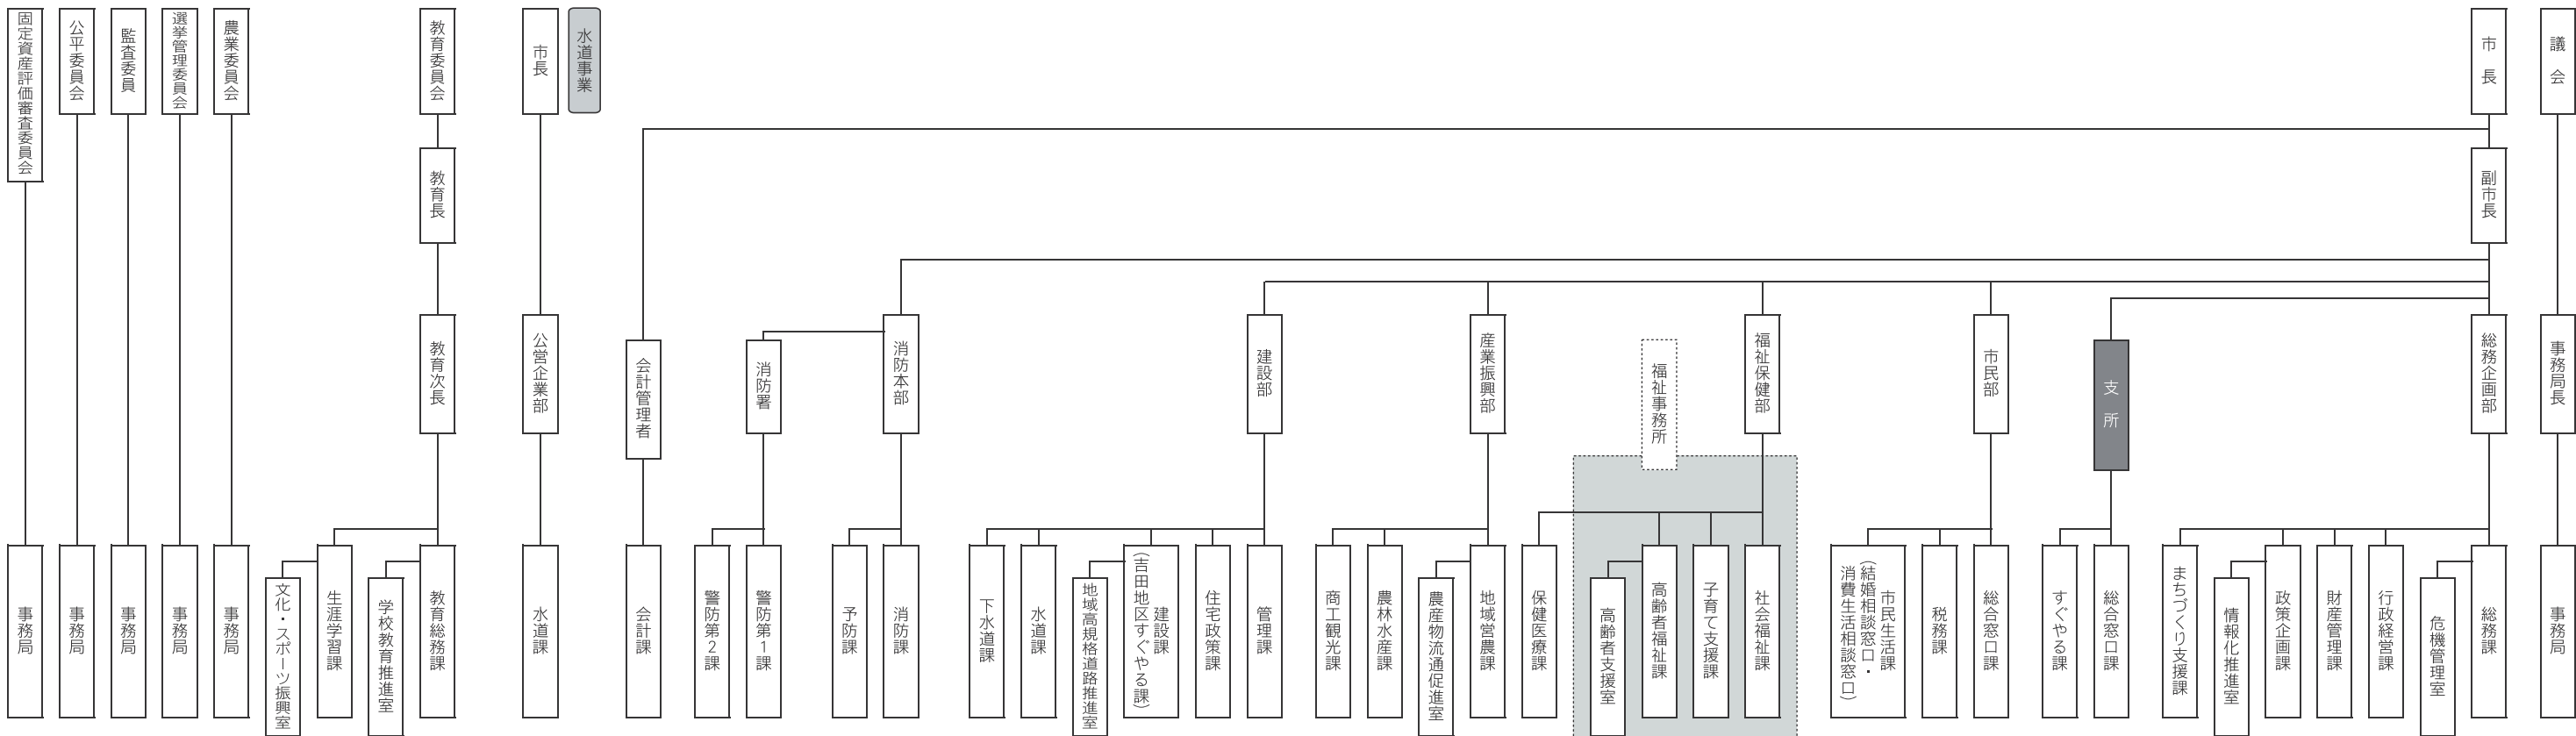 議会
事務局長
事務局
市長
副市長
総務企画部
総務課
危機管理室
行政経営課
財産管理課
政策企画課
情報化推進室
まちづくり支援課
支所
総合窓口課
すぐやる課
市民部
総合窓口課
税務課
市民生活課
(結婚相談窓口・
消費生活相談窓口)
福祉保健部
福祉事務所
社会福祉課
子育て支援課
高齢者福祉課
高齢者支援室
保健医療課
産業振興部
地域営農課
農産物流通促進室
農林水産課
商工観光課
建設部
管理課
住宅政策課
建設課
(吉田地区すぐやる課)
地域高規格道路推進室
水道課
下水道課
消防本部
消防課
予防課
消防署
警防第1課
警防第2課
会計管理者
会計課
水道事業
市長
公営企業部
水道課
教育委員会
教育長
教育次長
教育総務課
学校教育推進室
生涯学習課
文化・スポーツ振興室
農業委員会
事務局
選挙管理委員会
事務局
監査委員
事務局
公平委員会
事務局
固定資産評価審査委員会
事務局